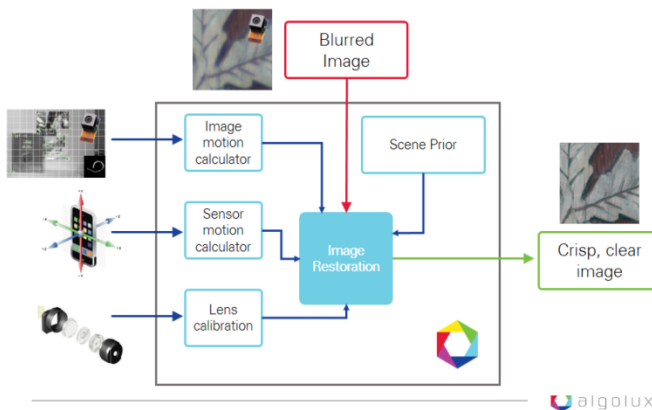 Blurred
Image
Image
motion
calculator
Scene Prior
Sensor
motion
calculator
Image
Restoration
Crisp, clear
image
Lens
calibration
algolux